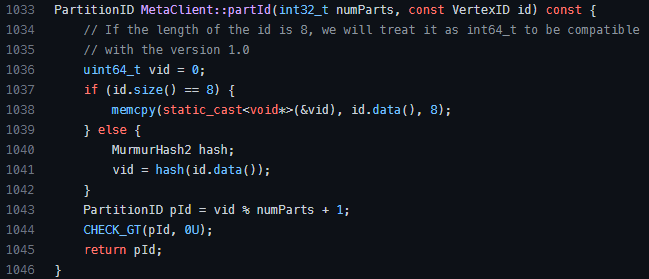 1033 PartitionID MetaClient::partId(int32_t numParts, const VertexID id) const {
1034     // If the length of the id is 8, we will treat it as int64_t to be compatible
1035     // with the version 1.0
1036     uint64_t vid = 0;
1037     if (id.size() == 8) {
1038         memcpy(static_cast<void*>(&vid), id.data(), 8);
1039     } else {
1040         MurmurHash2 hash;
1041         vid = hash(id.data());
1042     }
1043     PartitionID pId = vid % numParts + 1;
1044     CHECK_GT(pId, 0U);
1045     return pId;
1046 }